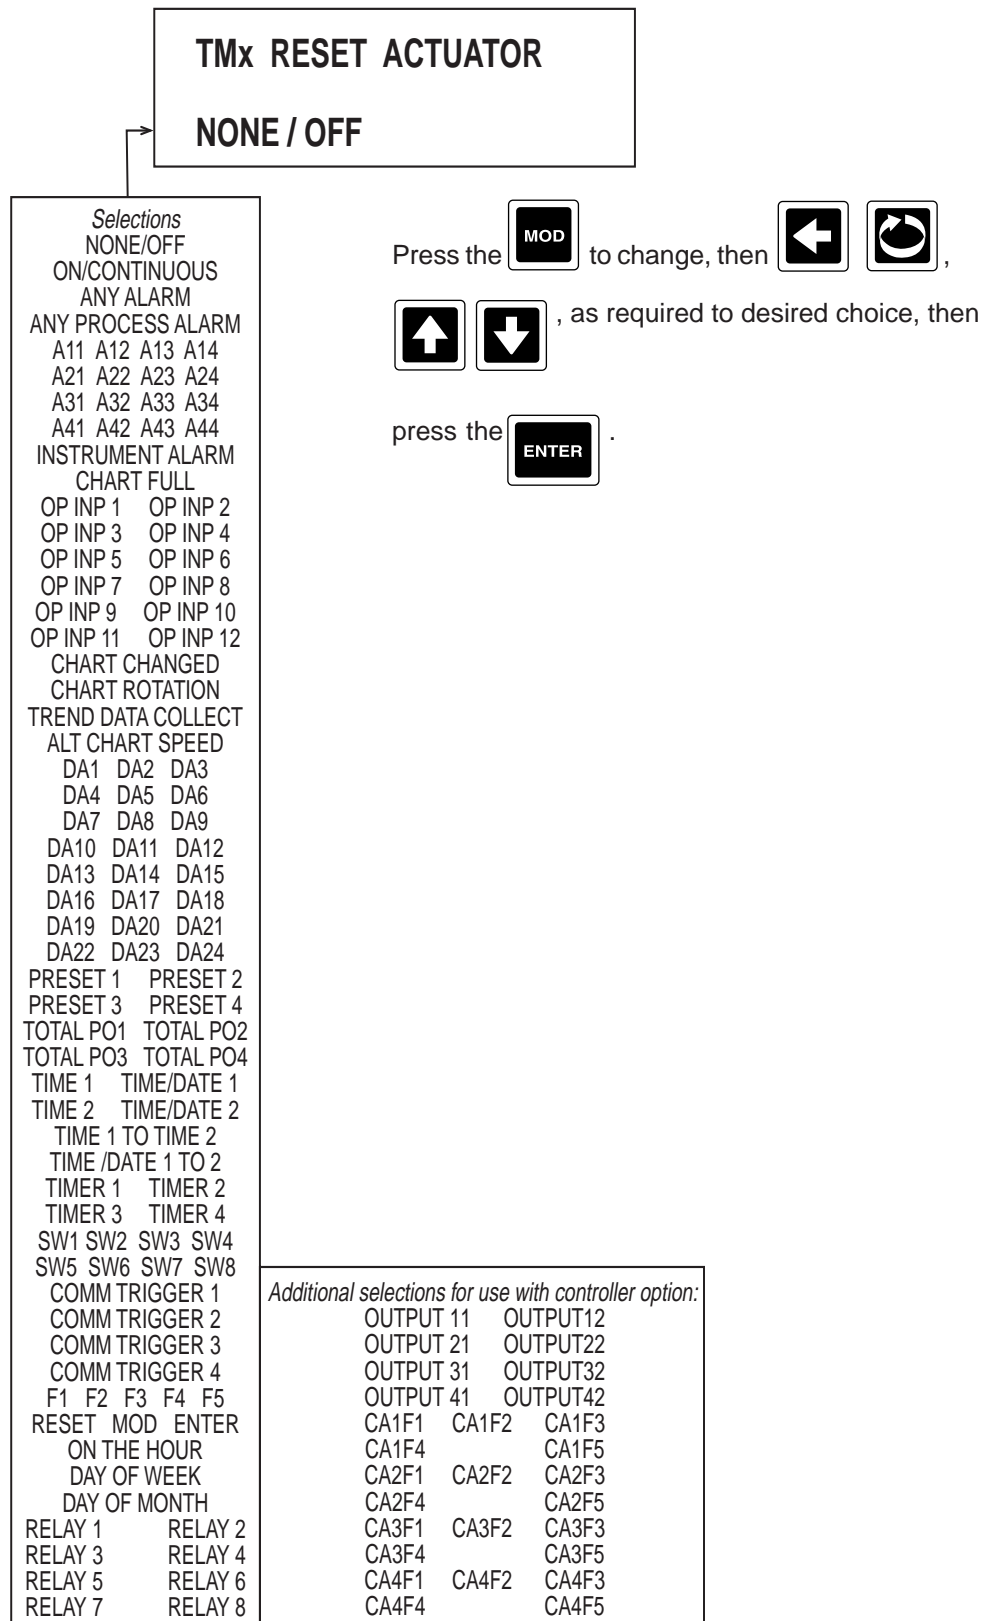 TMx RESET ACTUATOR
NONE / OFF
Selections
NONE/OFF
ON/CONTINUOUS
ANY ALARM
ANY PROCESS ALARM
A11 A12 A13 A14
A21 A22 A23 A24
A31 A32 A33 A34
A41 A42 A43 A44
INSTRUMENT ALARM
CHART FULL
OP INP 1 OP INP 2
OP INP 3 OP INP 4
OP INP 5 OP INP 6
OP INP 7 OP INP 8
OP INP 9 OP INP 10
OP INP 11 OP INP 12
CHART CHANGED
CHART ROTATION
TREND DATA COLLECT
ALT CHART SPEED
DA1 DA2 DA3
DA4 DA5 DA6
DA7 DA8 DA9
DA10 DA11 DA12
DA13 DA14 DA15
DA16 DA17 DA18
DA19 DA20 DA21
DA22 DA23 DA24
PRESET 1 PRESET 2
PRESET 3 PRESET 4
TOTAL PO1 TOTAL PO2
TOTAL PO3 TOTAL PO4
TIME 1 TIME/DATE 1
TIME 2 TIME/DATE 2
TIME 1 TO TIME 2
TIME /DATE 1 TO 2
TIMER 1 TIMER 2
TIMER 3 TIMER 4
SW1 SW2 SW3 SW4
SW5 SW6 SW7 SW8
COMM TRIGGER 1
COMM TRIGGER 2
COMM TRIGGER 3
COMM TRIGGER 4
F1 F2 F3 F4 F5
RESET MOD ENTER
ON THE HOUR
DAY OF WEEK
DAY OF MONTH
RELAY 1 RELAY 2
RELAY 3 RELAY 4
RELAY 5 RELAY 6
RELAY 7 RELAY 8
Press the MOD to change, then ,
, as required to desired choice, then
press the ENTER .
Additional selections for use with controller option:
OUTPUT 11 OUTPUT12
OUTPUT 21 OUTPUT22
OUTPUT 31 OUTPUT32
OUTPUT 41 OUTPUT42
CA1F1 CA1F2 CA1F3
CA1F4 CA1F5
CA2F1 CA2F2 CA2F3
CA2F4 CA2F5
CA3F1 CA3F2 CA3F3
CA3F4 CA3F5
CA4F1 CA4F2 CA4F3
CA4F4 CA4F5